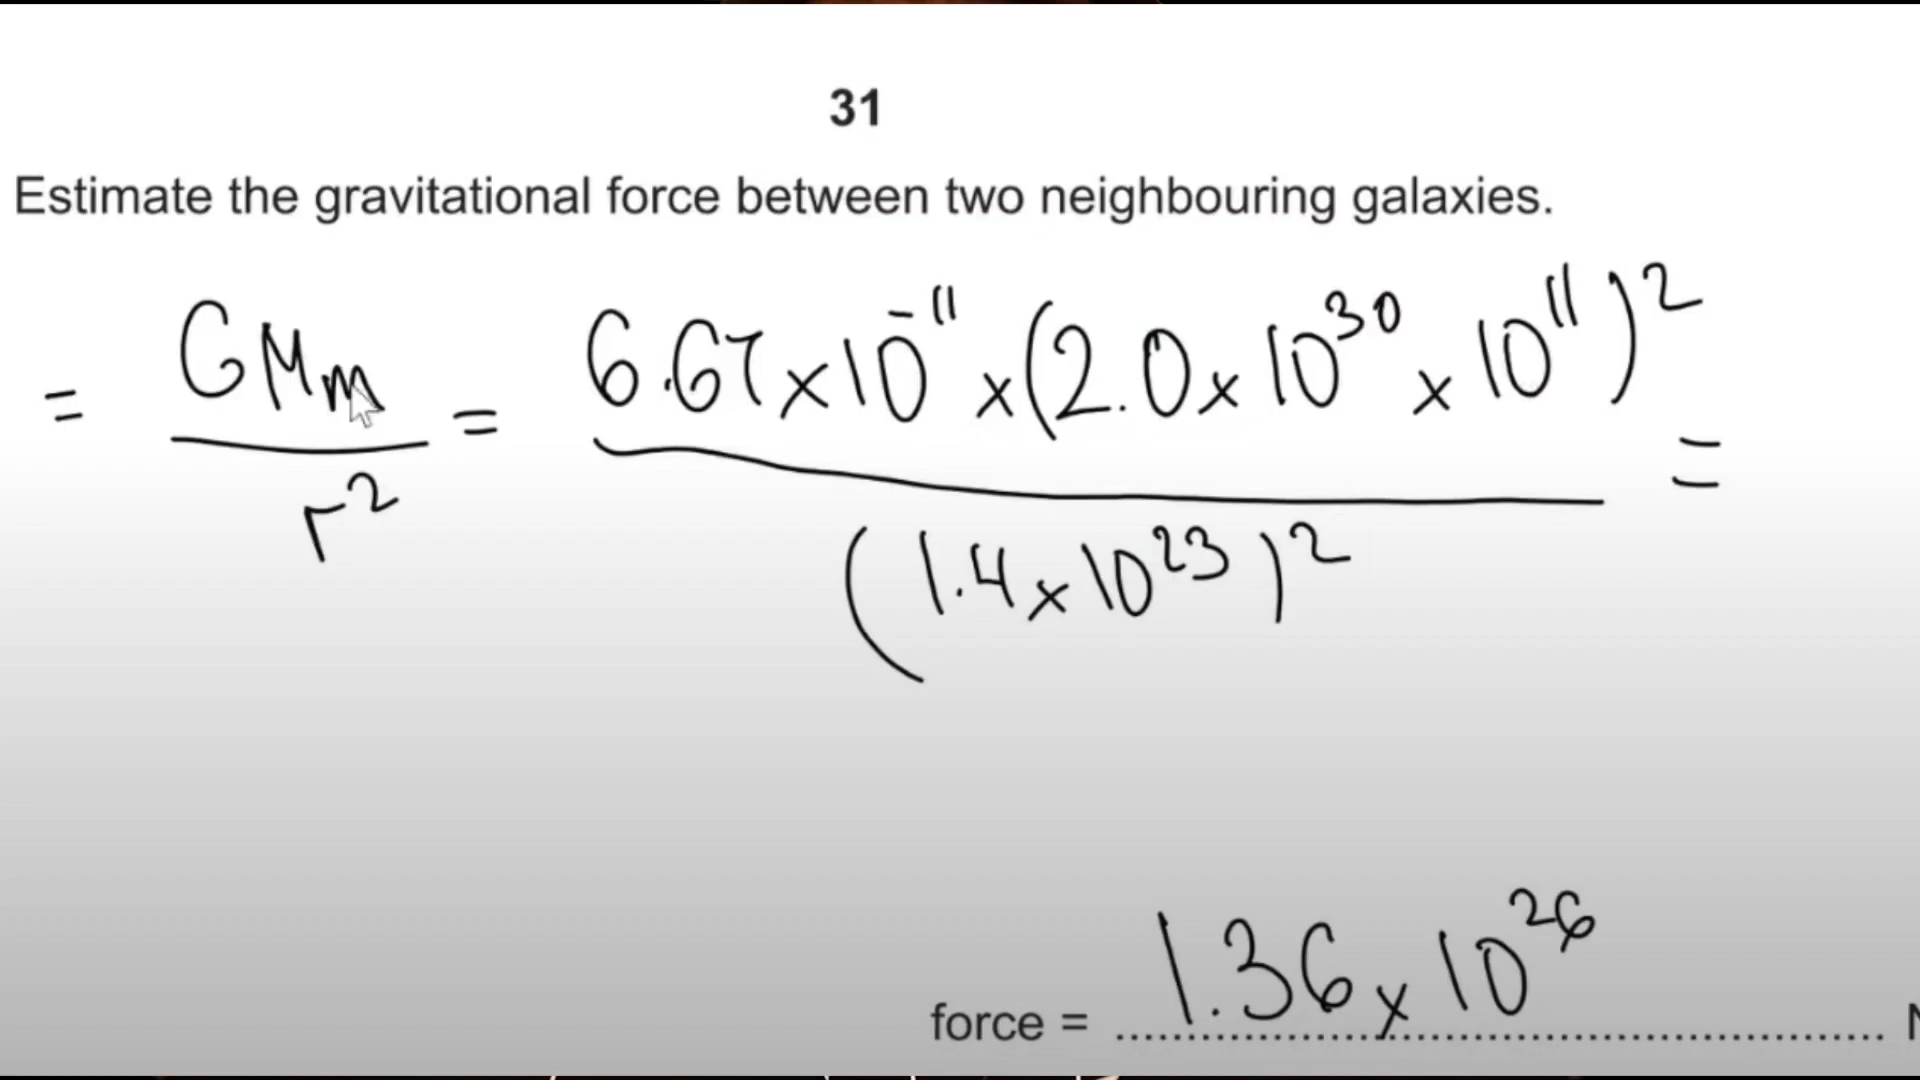 31
Estimate the gravitational force between two neighbouring galaxies.
= GMm / r² = 6.67 × 10⁻¹¹ × (2.0 × 10³⁰ × 10¹¹)² / (1.4 × 10²³)² =
1.36 × 10²⁶
force = ........................................ N